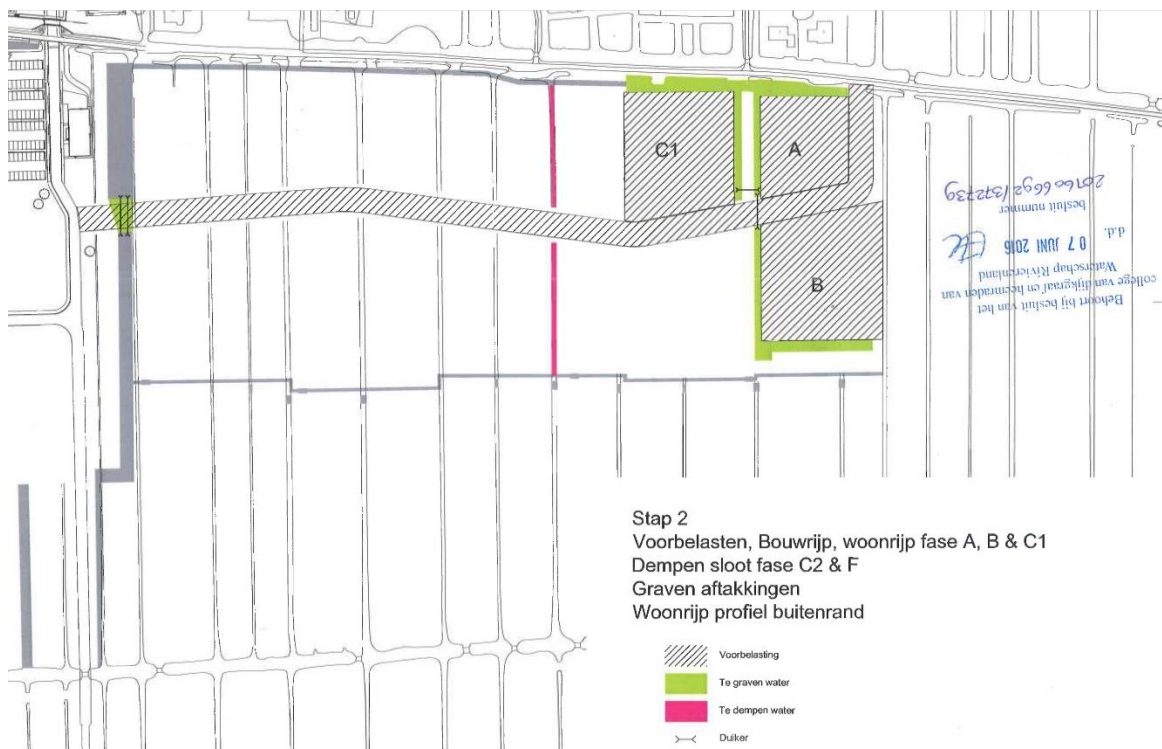 C1
A
B
besluit nummer
201600 6692/372739
d.d. 07 JUNI 2016
Behoort bij besluit van het
college van dijkgraaf en heemraden van
Waterschap Rivierenland
Stap 2
Voorbelasten, Bouwrijp, woonrijp fase A, B & C1
Dempen sloot fase C2 & F
Graven aftakkingen
Woonrijp profiel buitenrand
Voorbelasting
Te graven water
Te dempen water
Duiker